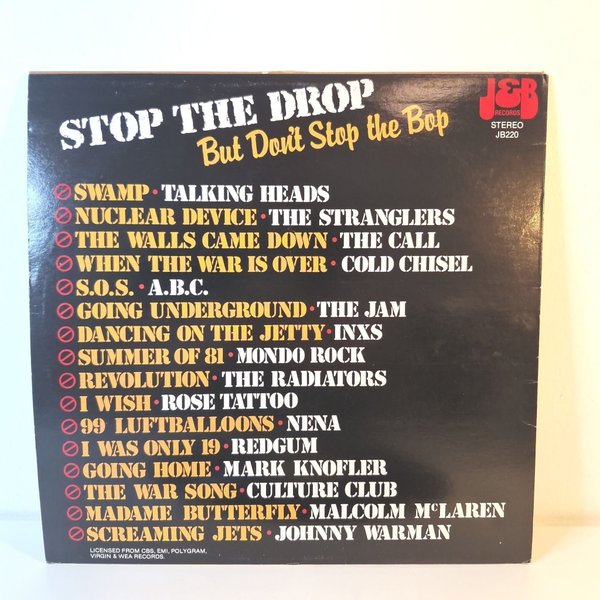 STOP THE DROP
But Don't Stop the Bop
J&B
RECORDS
STEREO
JB220
SWAMP • TALKING HEADS
NUCLEAR DEVICE • THE STRANGLERS
THE WALLS CAME DOWN • THE CALL
WHEN THE WAR IS OVER • COLD CHISEL
S.O.S. • A.B.C.
GOING UNDERGROUND • THE JAM
DANCING ON THE JETTY • INXS
SUMMER OF 81 • MONDO ROCK
REVOLUTION • THE RADIATORS
I WISH • ROSE TATTOO
99 LUFTBALLOONS • NENA
I WAS ONLY 19 • REDGUM
GOING HOME • MARK KNOFLER
THE WAR SONG • CULTURE CLUB
MADAME BUTTERFLY • MALCOLM McLAREN
SCREAMING JETS • JOHNNY WARMAN
LICENSED FROM CBS, EMI, POLYGRAM,
VIRGIN & WEA RECORDS.